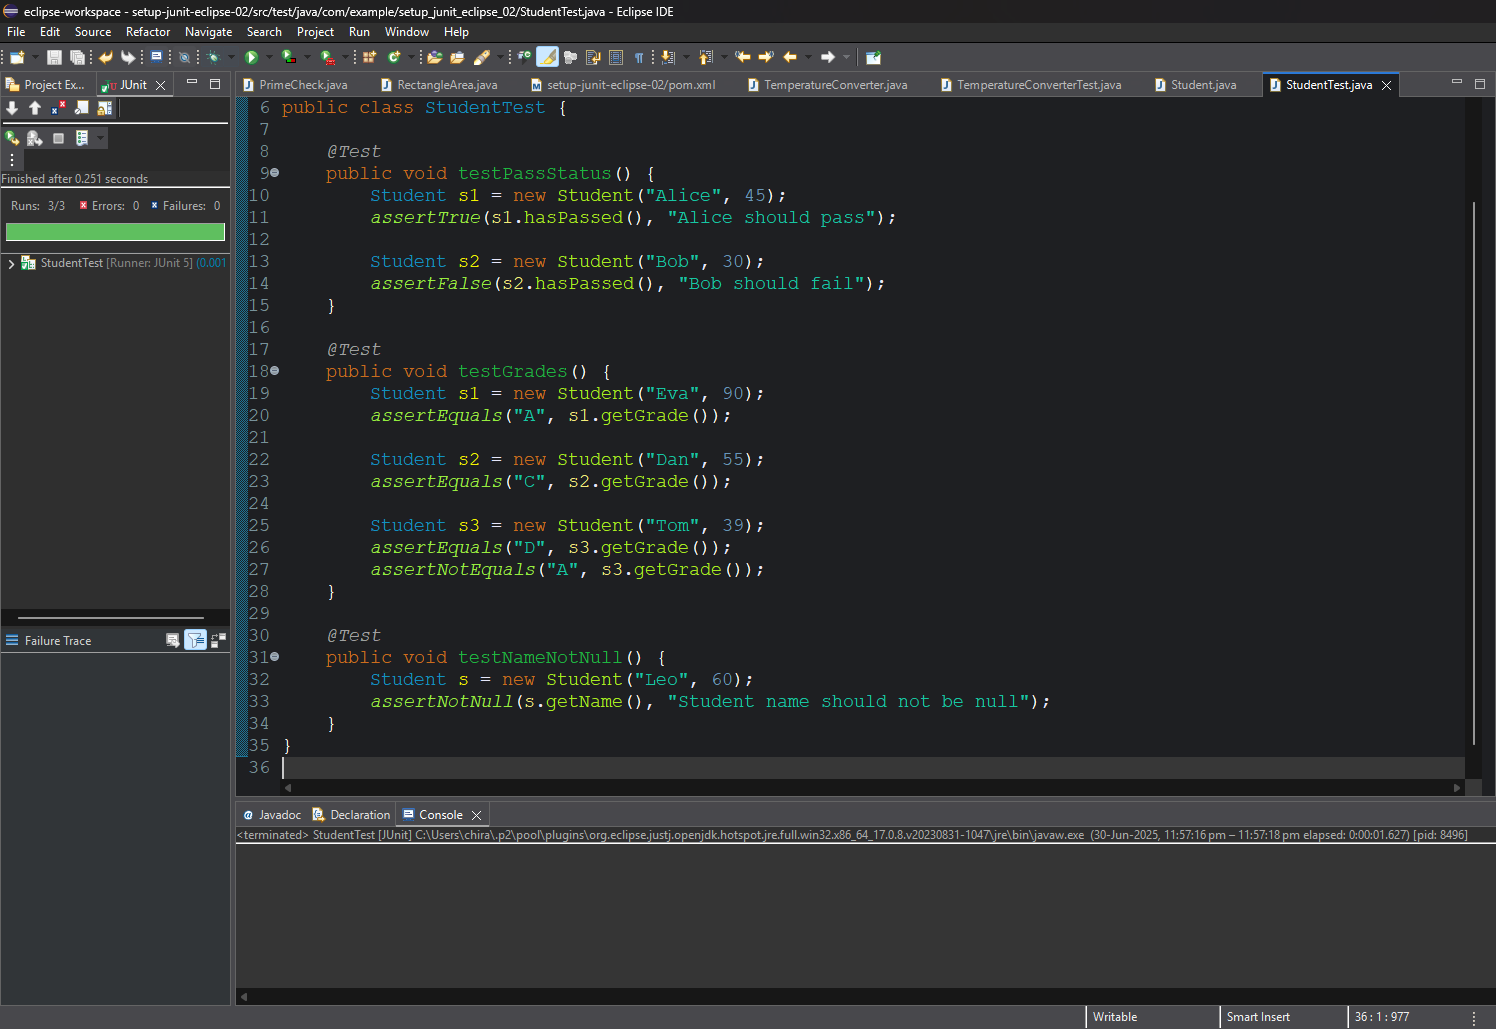 eclipse-workspace - setup-junit-eclipse-02/src/test/java/com/example/setup_junit_eclipse_02/StudentTest.java - Eclipse IDE
File Edit Source Refactor Navigate Search Project Run Window Help
Project Ex... JUnit
PrimeCheck.java RectangleArea.java setup-junit-eclipse-02/pom.xml TemperatureConverter.java TemperatureConverterTest.java Student.java StudentTest.java
Finished after 0.251 seconds
Runs: 3/3 Errors: 0 Failures: 0
StudentTest [Runner: JUnit 5] (0.001
Failure Trace
6 public class StudentTest {
7
8 @Test
9 public void testPassStatus() {
10 Student s1 = new Student("Alice", 45);
11 assertTrue(s1.hasPassed(), "Alice should pass");
12
13 Student s2 = new Student("Bob", 30);
14 assertFalse(s2.hasPassed(), "Bob should fail");
15 }
16
17 @Test
18 public void testGrades() {
19 Student s1 = new Student("Eva", 90);
20 assertEquals("A", s1.getGrade());
21
22 Student s2 = new Student("Dan", 55);
23 assertEquals("C", s2.getGrade());
24
25 Student s3 = new Student("Tom", 39);
26 assertEquals("D", s3.getGrade());
27 assertNotEquals("A", s3.getGrade());
28 }
29
30 @Test
31 public void testNameNotNull() {
32 Student s = new Student("Leo", 60);
33 assertNotNull(s.getName(), "Student name should not be null");
34 }
35 }
36
Javadoc Declaration Console
<terminated> StudentTest [JUnit] C:\Users\chira\.p2\pool\plugins\org.eclipse.justj.openjdk.hotspot.jre.full.win32.x86_64_17.0.8.v20230831-1047\jre\bin\javaw.exe (30-Jun-2025, 11:57:16 pm – 11:57:18 pm elapsed: 0:00:01.627) [pid: 8496]
Writable Smart Insert 36 : 1 : 977